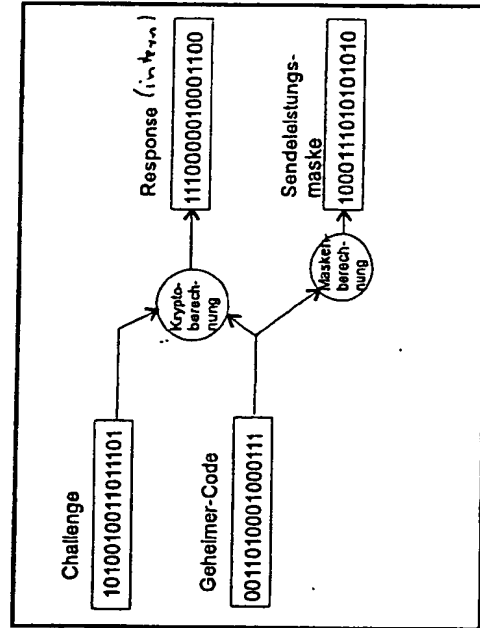 Challenge
1010010011011101
Geheimer-Code
0011010001000111
Krypto-
berech-
nung
Masken-
berech-
nung
Response (intern)
1110000010001100
Sendeleistungs-
maske
1000111010101010